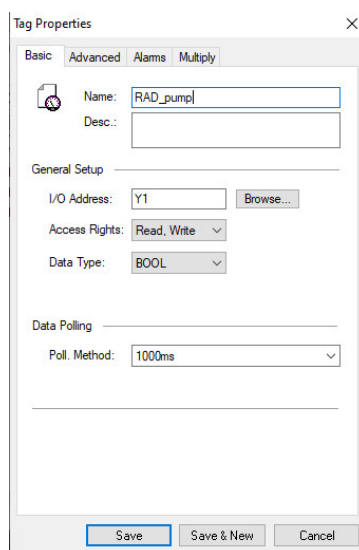 Tag Properties
Basic Advanced Alarms Multiply
Name: RAD_pump
Desc.:
General Setup
I/O Address: Y1 Browse...
Access Rights: Read, Write
Data Type: BOOL
Data Polling
Poll. Method: 1000ms
Save Save & New Cancel